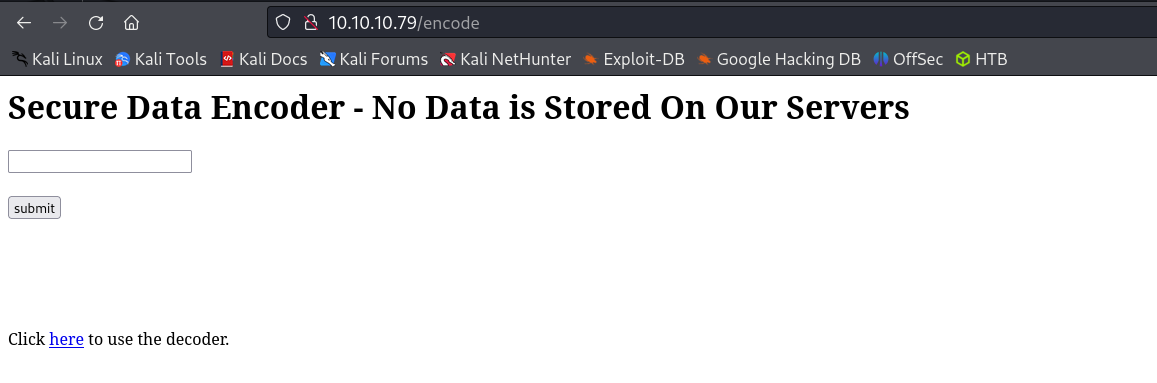 10.10.10.79/encode
Kali Linux Kali Tools Kali Docs Kali Forums Kali NetHunter Exploit-DB Google Hacking DB OffSec HTB
Secure Data Encoder - No Data is Stored On Our Servers
submit
Click here to use the decoder.